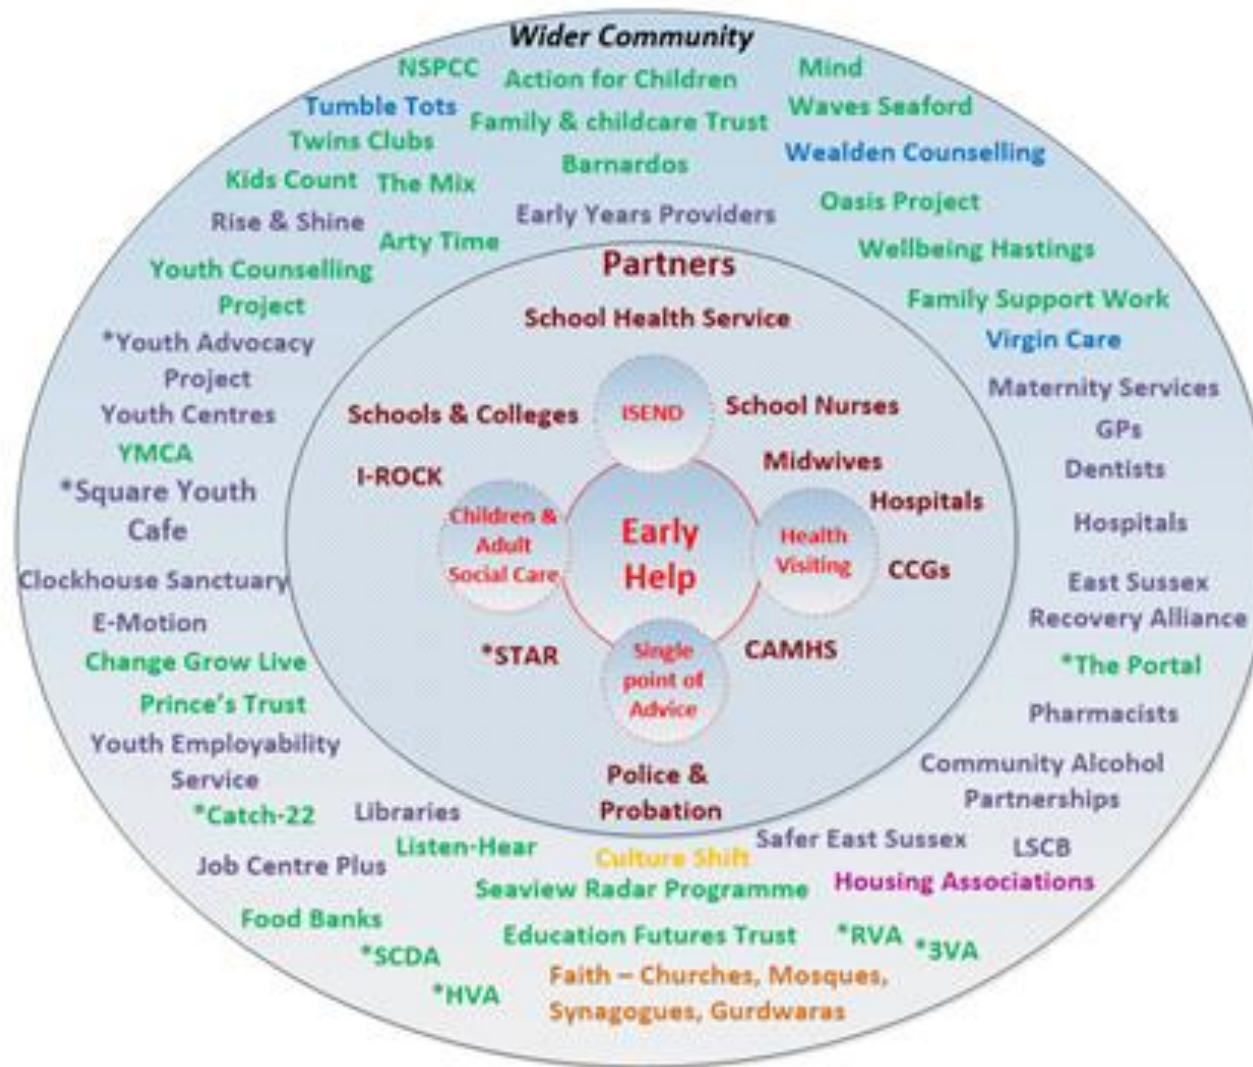 Wider Community
NSPCC
Action for Children
Mind
Tumble Tots
Family & childcare Trust
Waves Seaford
Twins Clubs
Barnardos
Wealden Counselling
Kids Count
The Mix
Early Years Providers
Oasis Project
Rise & Shine
Arty Time
Wellbeing Hastings
Youth Counselling
Project
Family Support Work
*Youth Advocacy
Project
Virgin Care
Youth Centres
Maternity Services
YMCA
GPs
*Square Youth
Cafe
Dentists
Hospitals
Clockhouse Sanctuary
East Sussex
Recovery Alliance
E-Motion
Change Grow Live
*The Portal
Prince's Trust
Pharmacists
Youth Employability
Service
Community Alcohol
Partnerships
*Catch-22
Libraries
Safer East Sussex
LSCB
Job Centre Plus
Listen-Hear
Culture Shift
Housing Associations
Seaview Radar Programme
Food Banks
Education Futures Trust
*RVA
*3VA
*SCDA
*HVA
Faith – Churches, Mosques,
Synagogues, Gurdwaras
Partners
School Health Service
Schools & Colleges
ISEND
School Nurses
Midwives
I-ROCK
Hospitals
Children &
Adult
Social Care
Early
Help
Health
Visiting
CCGs
*STAR
Single
point of
Advice
CAMHS
Police &
Probation